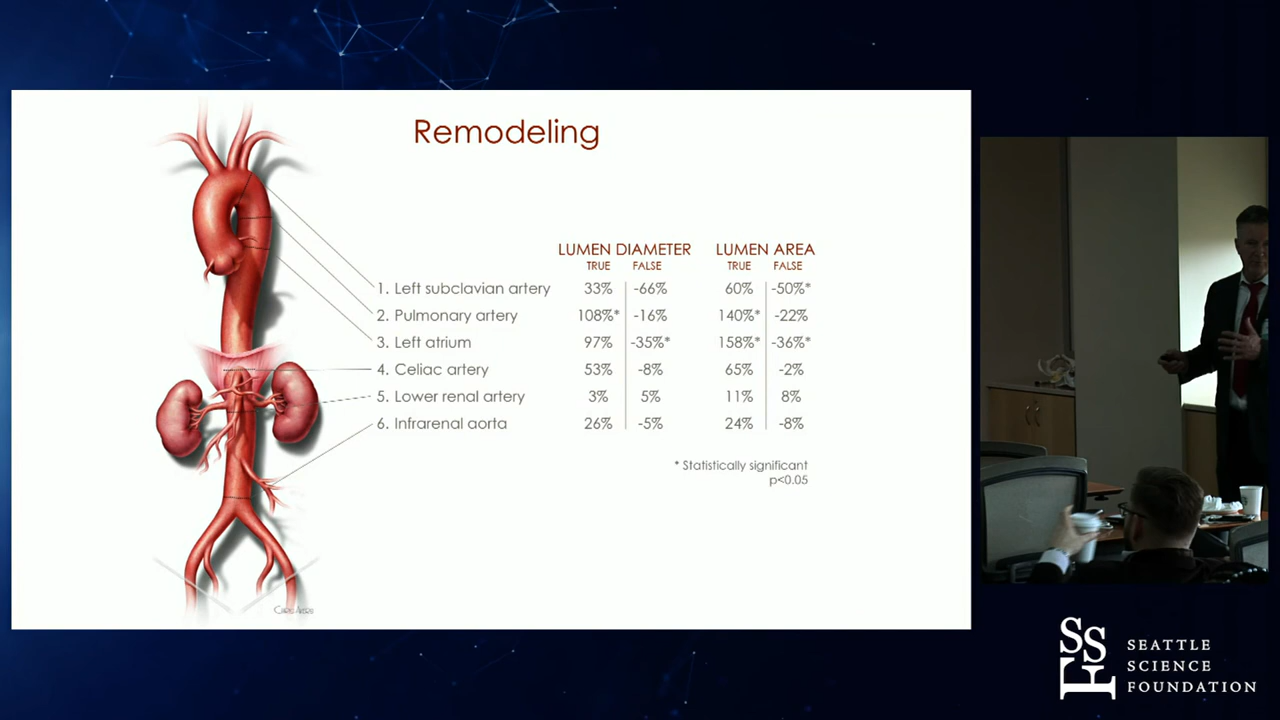 Remodeling
LUMEN DIAMETER LUMEN AREA
TRUE FALSE TRUE FALSE
1. Left subclavian artery 33% -66% 60% -50%*
2. Pulmonary artery 108%* -16% 140%* -22%
3. Left atrium 97% -35%* 158%* -36%*
4. Celiac artery 53% -8% 65% -2%
5. Lower renal artery 3% 5% 11% 8%
6. Infrarenal aorta 26% -5% 24% -8%
* Statistically significant
p<0.05
SSF
SEATTLE
SCIENCE
FOUNDATION